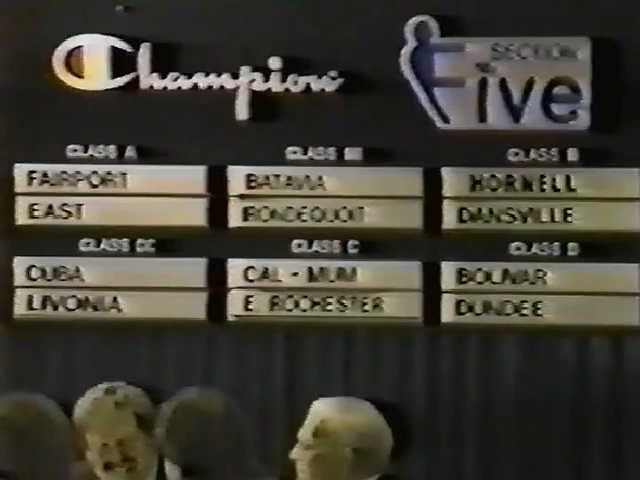 Champion
SECTION
Five
CLASS A
FAIRPORT
EAST
CLASS BB
BATAVIA
IRONDEQUOIT
CLASS B
HORNELL
DANSVILLE
CLASS CC
CUBA
LIVONIA
CLASS C
CAL - MUM
E. ROCHESTER
CLASS D
BOLIVAR
DUNDEE